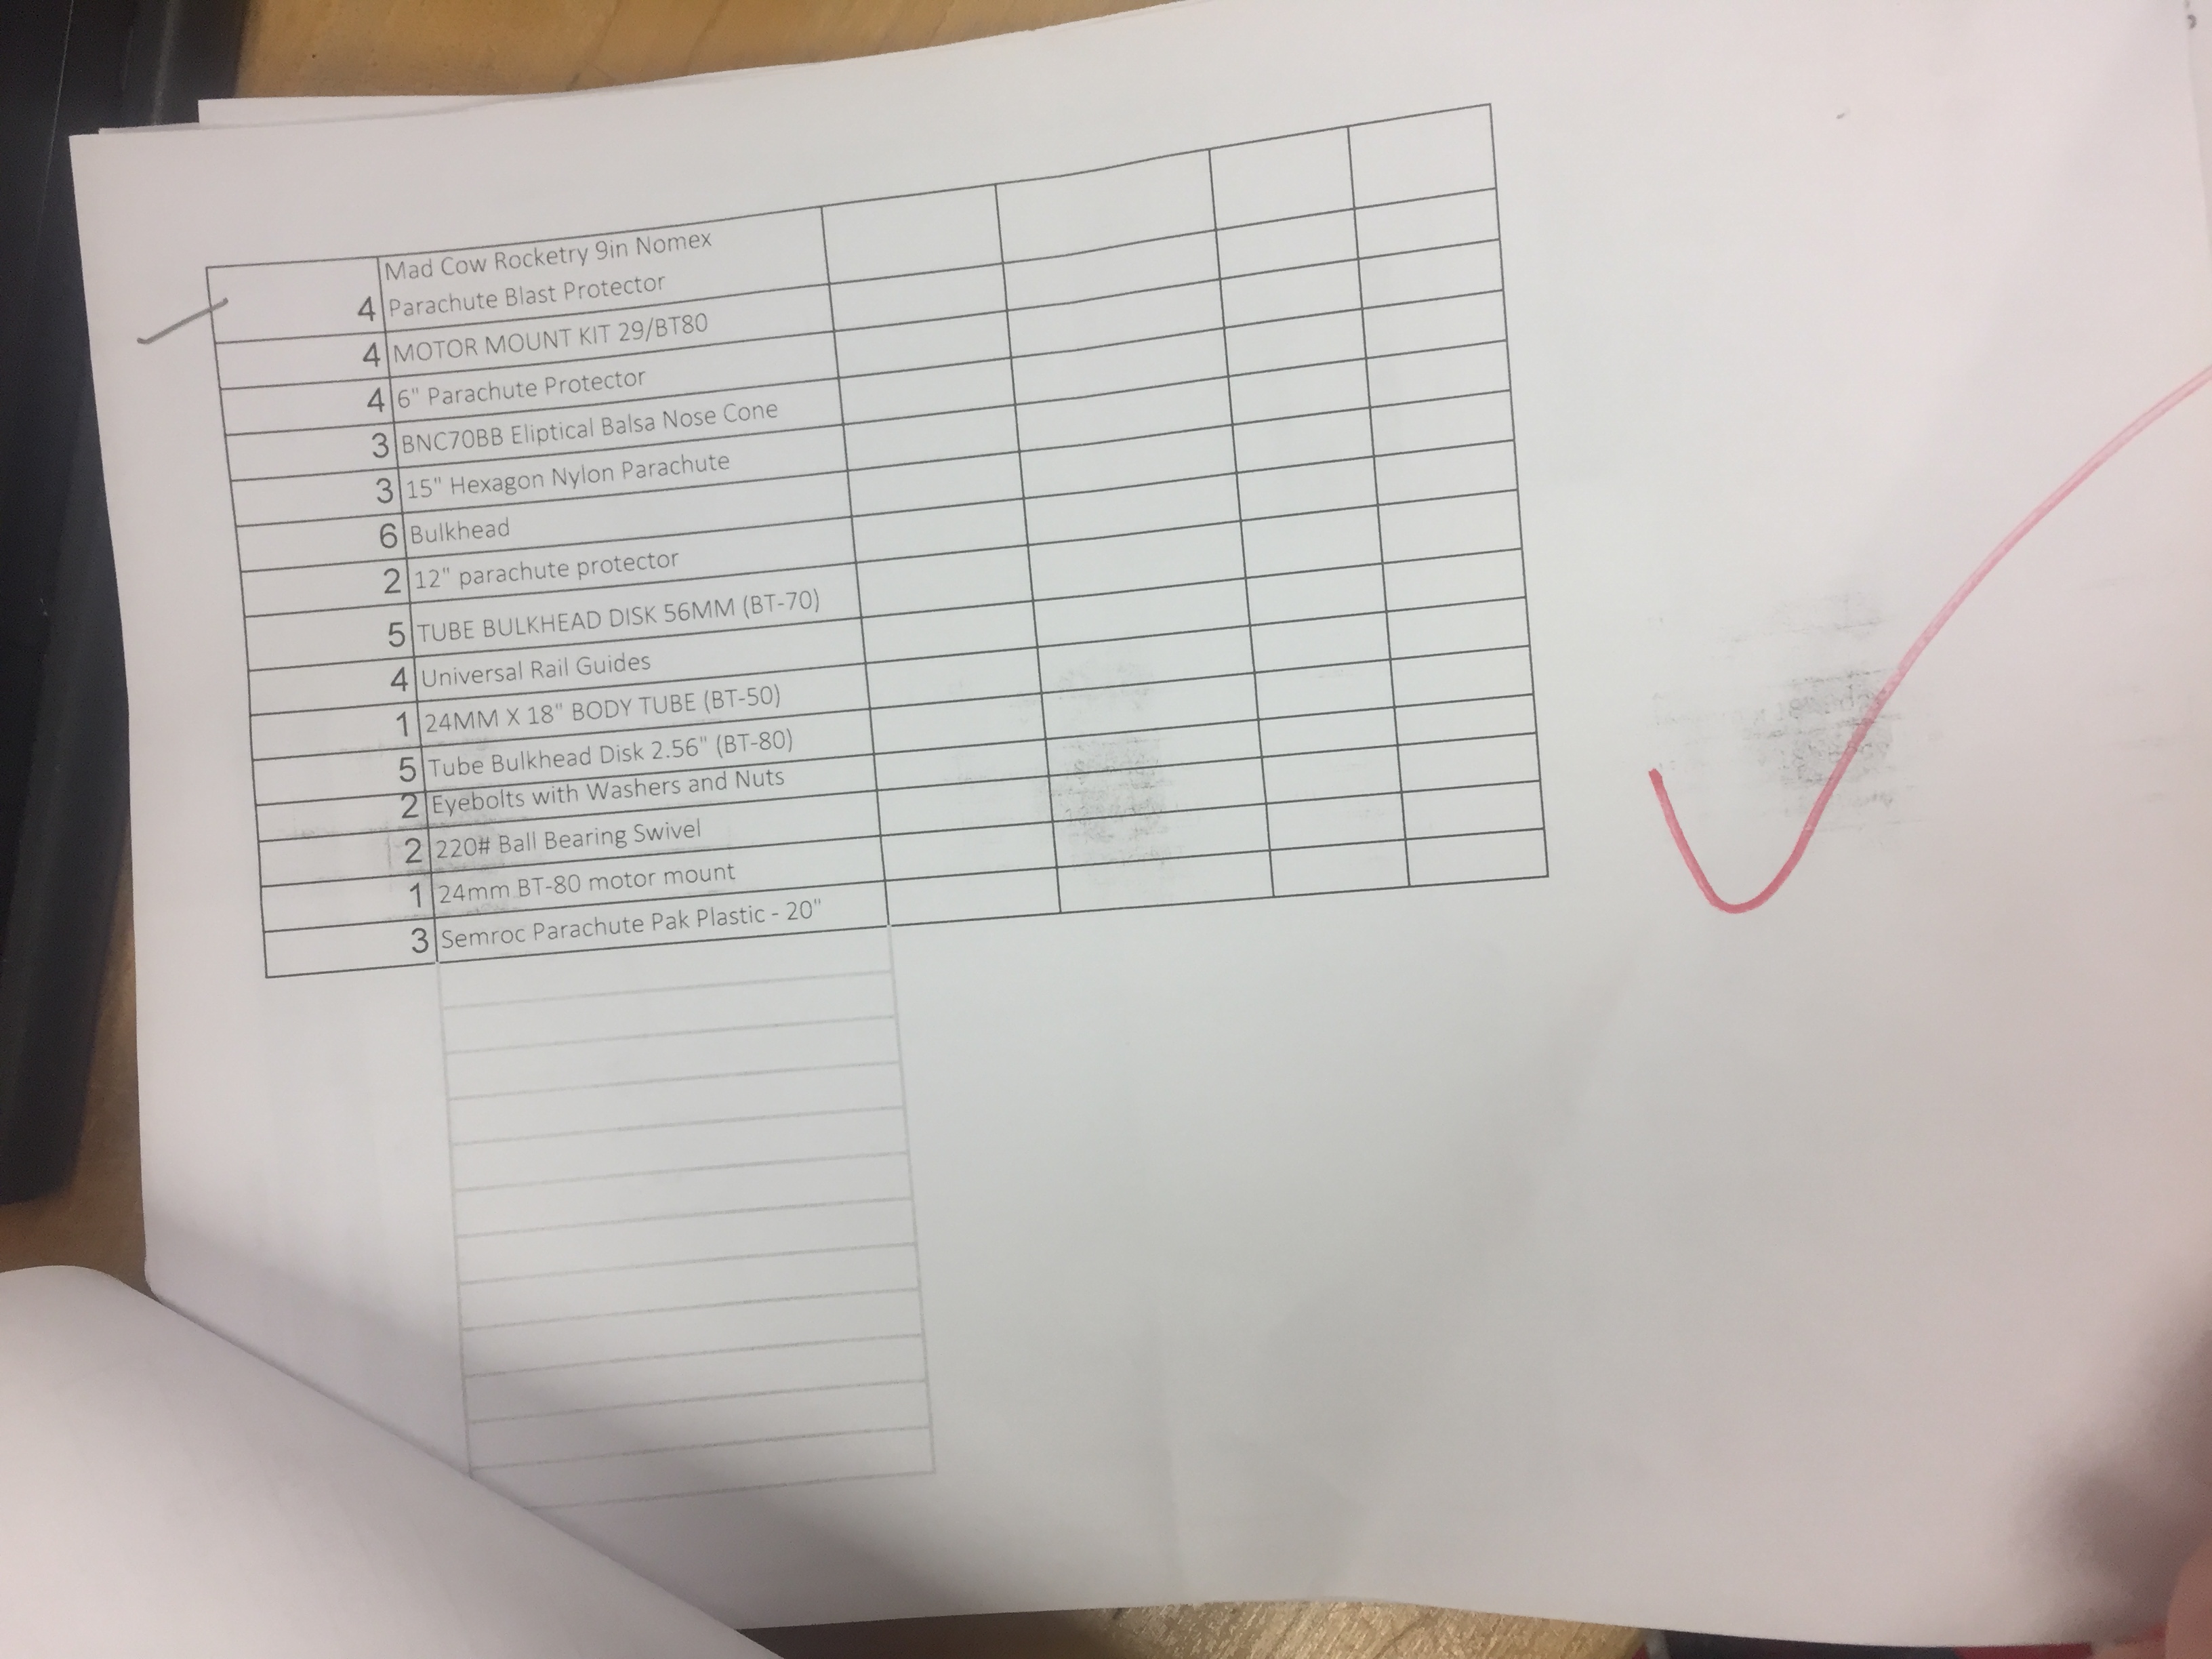 Mad Cow Rocketry 9in Nomex
4 Parachute Blast Protector
4 MOTOR MOUNT KIT 29/BT80
4 6" Parachute Protector
3 BNC70BB Eliptical Balsa Nose Cone
3 15" Hexagon Nylon Parachute
6 Bulkhead
2 12" parachute protector
5 TUBE BULKHEAD DISK 56MM (BT-70)
4 Universal Rail Guides
1 24MM X 18" BODY TUBE (BT-50)
5 Tube Bulkhead Disk 2.56" (BT-80)
2 Eyebolts with Washers and Nuts
2 220# Ball Bearing Swivel
1 24mm BT-80 motor mount
3 Semroc Parachute Pak Plastic - 20"